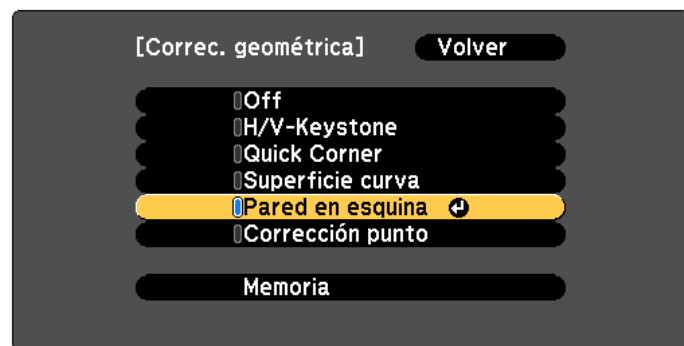 [Correc. geométrica] Volver
Off
H/V-Keystone
Quick Corner
Superficie curva
Pared en esquina
Corrección punto
Memoria